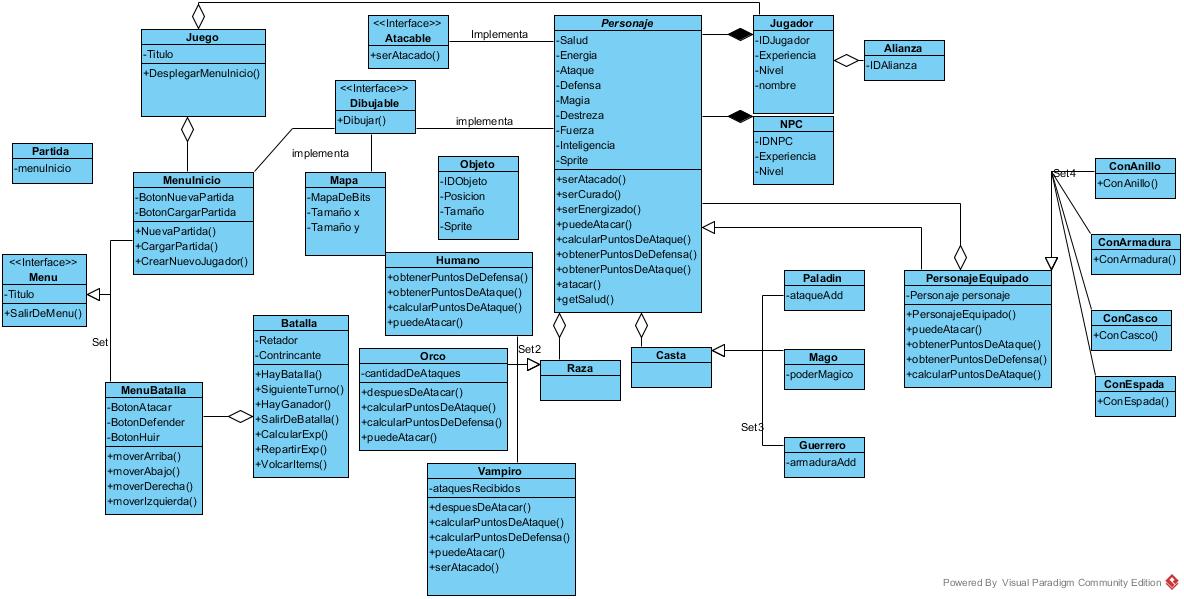 Juego
-Titulo
+DesplegarMenuInicio()
<<Interface>>
Atacable
+serAtacado()
Implementa
Personaje
-Salud
-Energia
-Ataque
-Defensa
-Magia
-Destreza
-Fuerza
-Inteligencia
-Sprite
+serAtacado()
+serCurado()
+serEnergizado()
+puedeAtacar()
+calcularPuntosDeAtaque()
+obtenerPuntosDeDefensa()
+obtenerPuntosDeAtaque()
+atacar()
+getSalud()
Jugador
-IDJugador
-Experiencia
-Nivel
-nombre
Alianza
-IDAlianza
<<Interface>>
Dibujable
+Dibujar()
implementa
implementa
NPC
-IDNPC
-Experiencia
-Nivel
Partida
-menuInicio
MenuInicio
-BotonNuevaPartida
-BotonCargarPartida
+NuevaPartida()
+CargarPartida()
+CrearNuevoJugador()
Mapa
-MapaDeBits
-Tamaño x
-Tamaño y
Objeto
-IDObjeto
-Posicion
-Tamaño
-Sprite
Set4
ConAnillo
+ConAnillo()
ConArmadura
+ConArmadura()
ConCasco
+ConCasco()
ConEspada
+ConEspada()
<<Interface>>
Menu
-Titulo
+SalirDeMenu()
Set
Humano
+obtenerPuntosDeDefensa()
+obtenerPuntosDeAtaque()
+calcularPuntosDeAtaque()
+puedeAtacar()
PersonajeEquipado
-Personaje personaje
+PersonajeEquipado()
+puedeAtacar()
+obtenerPuntosDeAtaque()
+obtenerPuntosDeDefensa()
+calcularPuntosDeAtaque()
Paladin
-ataqueAdd
Batalla
-Retador
-Contrincante
+HayBatalla()
+SiguienteTurno()
+HayGanador()
+SalirDeBatalla()
+CalcularExp()
+RepartirExp()
+VolcarItems()
Orco
-cantidadDeAtaques
+despuesDeAtacar()
+calcularPuntosDeAtaque()
+calcularPuntosDeDefensa()
+puedeAtacar()
Set2
Raza
Casta
Mago
-poderMagico
MenuBatalla
-BotonAtacar
-BotonDefender
-BotonHuir
+moverArriba()
+moverAbajo()
+moverDerecha()
+moverIzquierda()
Set3
Guerrero
-armaduraAdd
Vampiro
-ataquesRecibidos
+despuesDeAtacar()
+calcularPuntosDeAtaque()
+calcularPuntosDeDefensa()
+puedeAtacar()
+serAtacado()
Powered By Visual Paradigm Community Edition